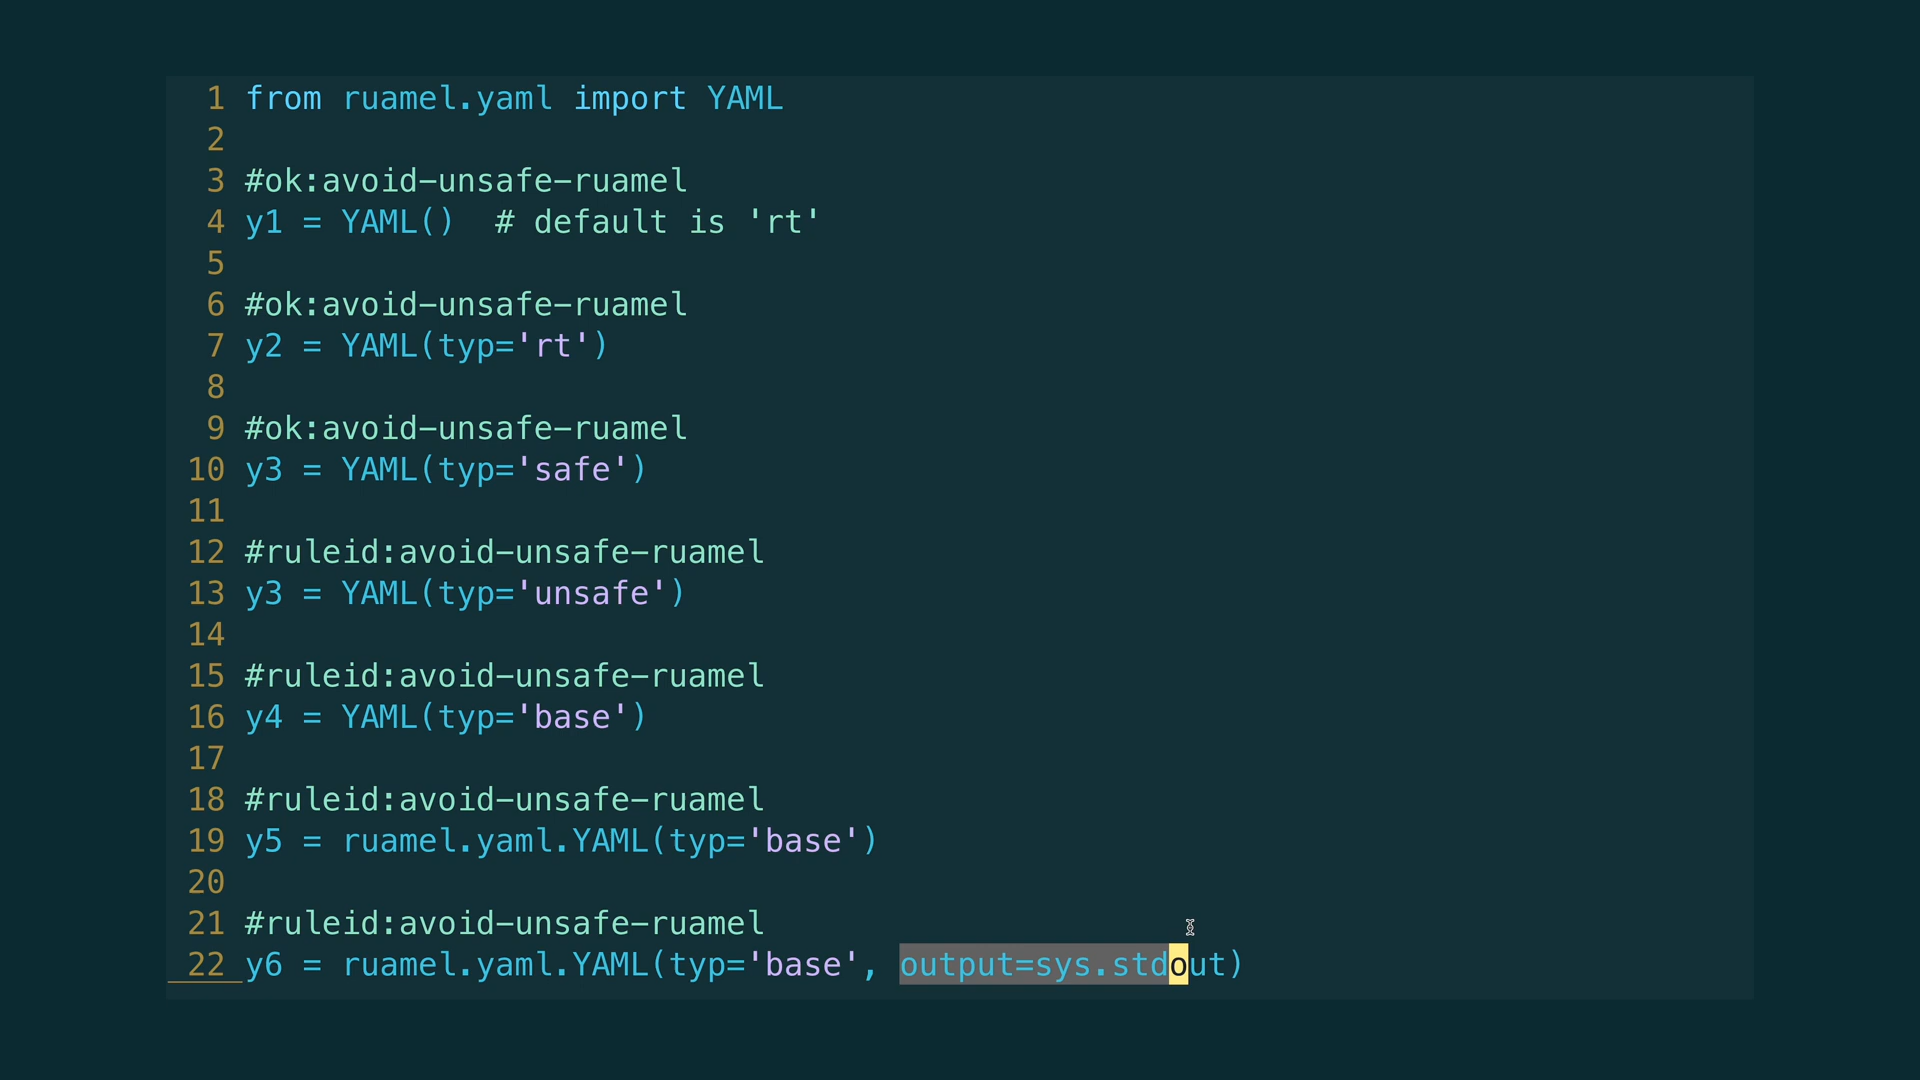 1 from ruamel.yaml import YAML
2
3 #ok:avoid-unsafe-ruamel
4 y1 = YAML()  # default is 'rt'
5
6 #ok:avoid-unsafe-ruamel
7 y2 = YAML(typ='rt')
8
9 #ok:avoid-unsafe-ruamel
10 y3 = YAML(typ='safe')
11
12 #ruleid:avoid-unsafe-ruamel
13 y3 = YAML(typ='unsafe')
14
15 #ruleid:avoid-unsafe-ruamel
16 y4 = YAML(typ='base')
17
18 #ruleid:avoid-unsafe-ruamel
19 y5 = ruamel.yaml.YAML(typ='base')
20
21 #ruleid:avoid-unsafe-ruamel
22 y6 = ruamel.yaml.YAML(typ='base', output=sys.stdout)